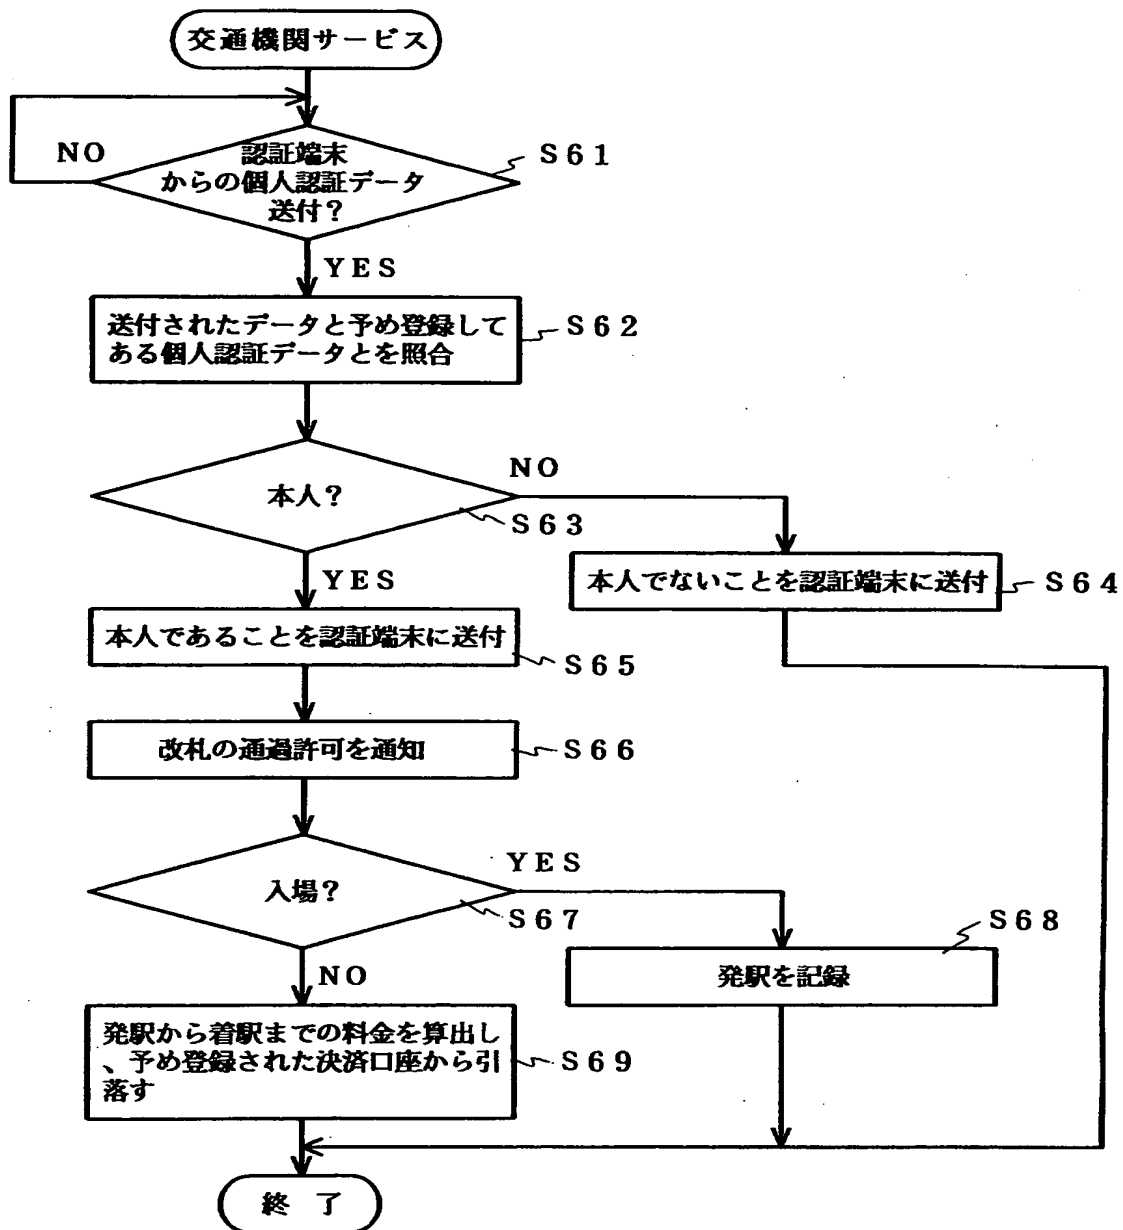 交通機関サービス
NO
認証端末
からの個人認証データ
送付?
S61
YES
送付されたデータと予め登録して
ある個人認証データとを照合
S62
本人?
NO
S63
YES
本人でないことを認証端末に送付
S64
本人であることを認証端末に送付
S65
改札の通過許可を通知
S66
入場?
YES
S67
NO
発駅を記録
S68
発駅から着駅までの料金を算出し
、予め登録された決済口座から引
落す
S69
終 了